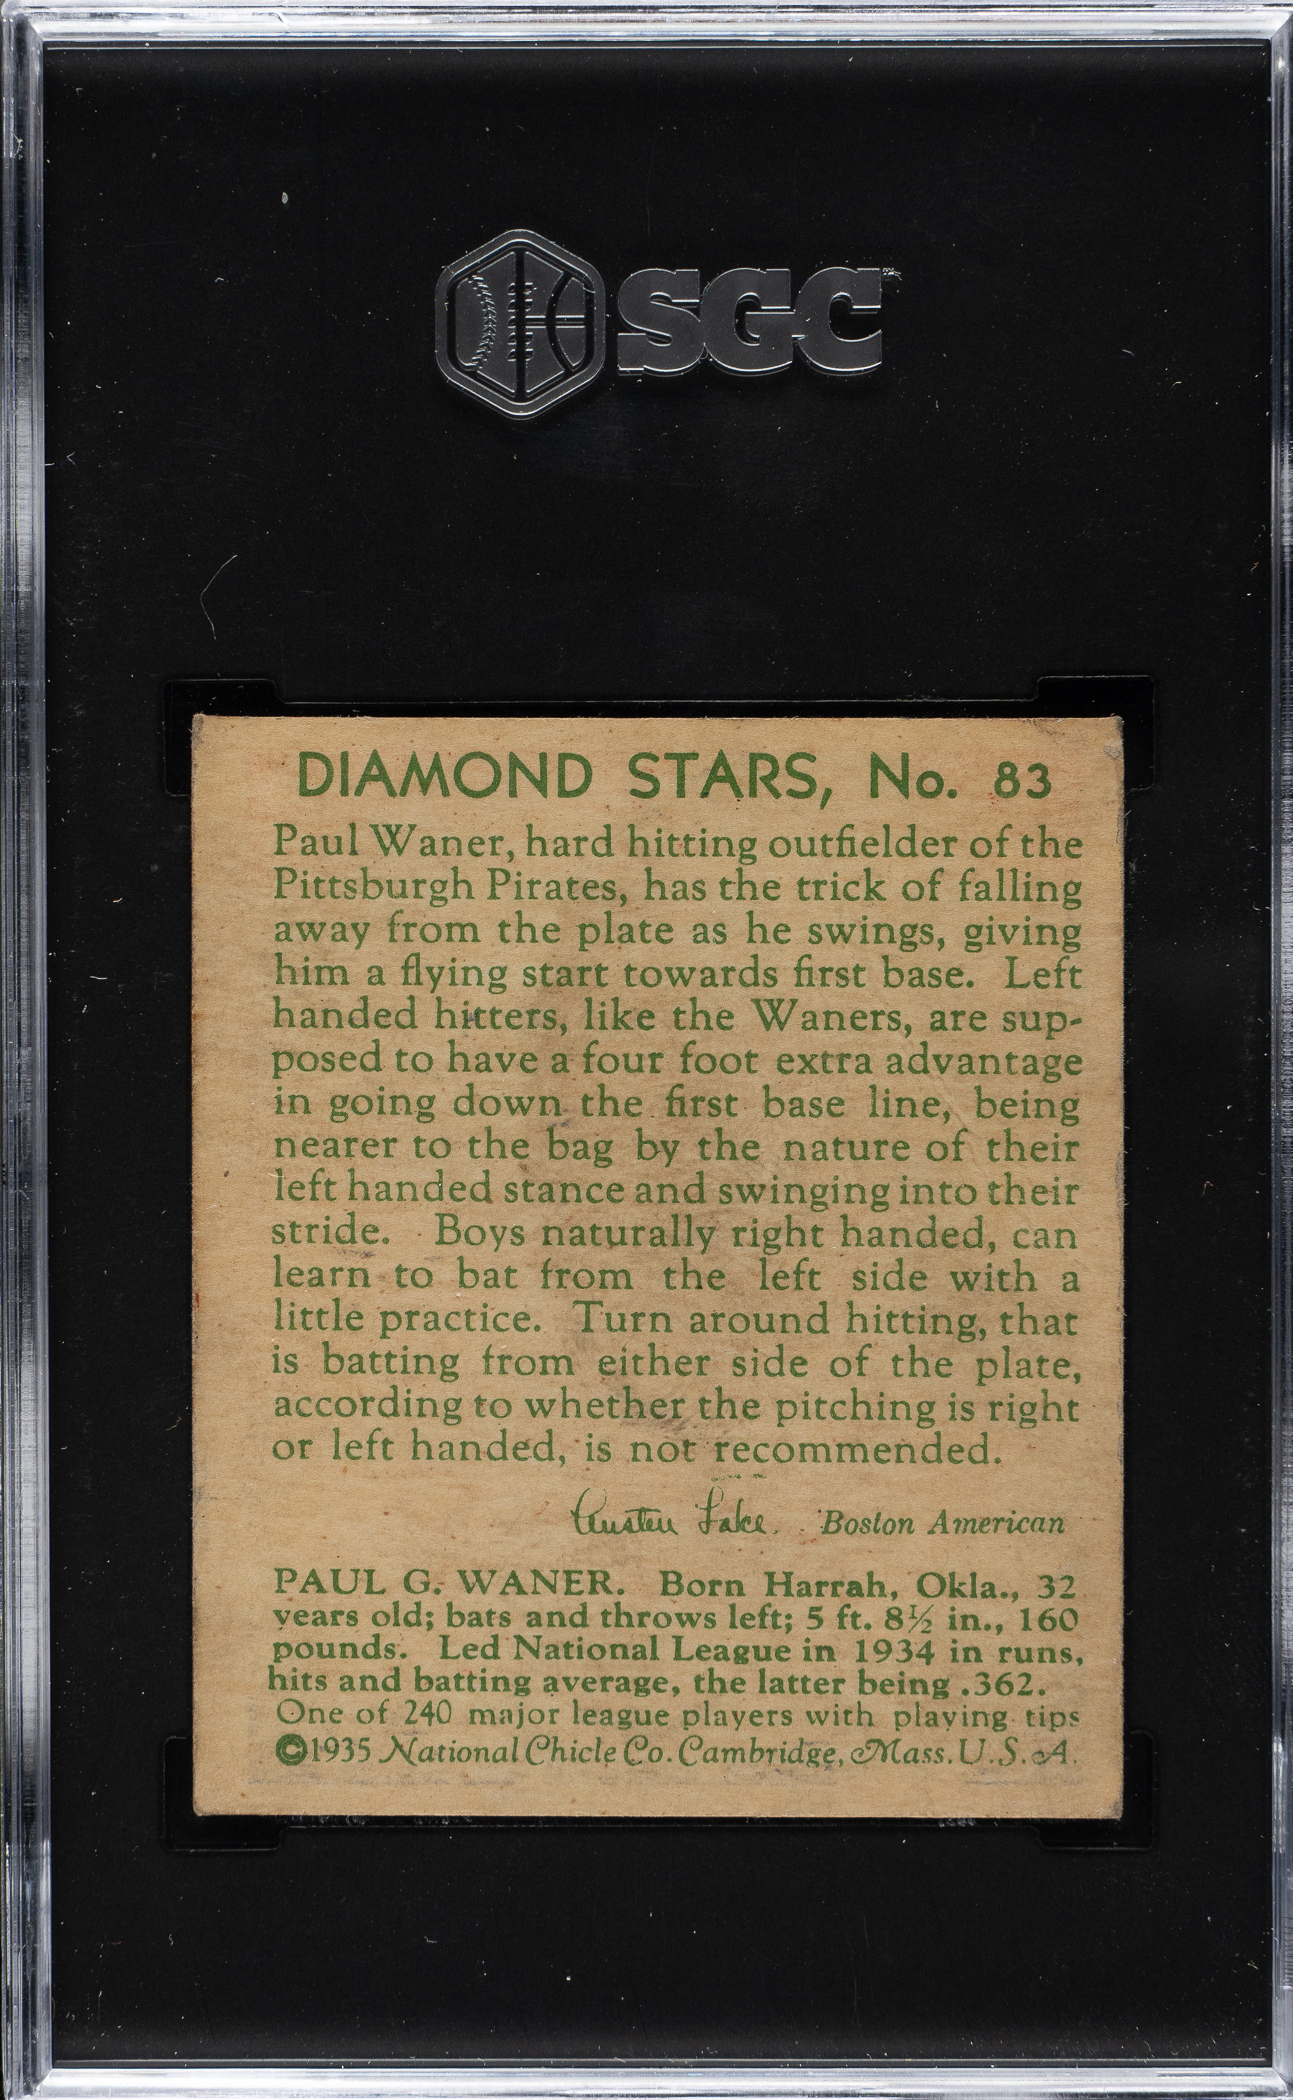 SGC
DIAMOND STARS, No. 83
Paul Waner, hard hitting outfielder of the
Pittsburgh Pirates, has the trick of falling
away from the plate as he swings, giving
him a flying start towards first base. Left
handed hitters, like the Waners, are sup-
posed to have a four foot extra advantage
in going down the first base line, being
nearer to the bag by the nature of their
left handed stance and swinging into their
stride. Boys naturally right handed, can
learn to bat from the left side with a
little practice. Turn around hitting, that
is batting from either side of the plate,
according to whether the pitching is right
or left handed, is not recommended.
Austen Lake. Boston American
PAUL G. WANER. Born Harrah, Okla., 32
years old; bats and throws left; 5 ft. 8½ in., 160
pounds. Led National League in 1934 in runs,
hits and batting average, the latter being .362.
One of 240 major league players with playing tips
©1935 National Chicle Co. Cambridge, Mass. U. S. A.